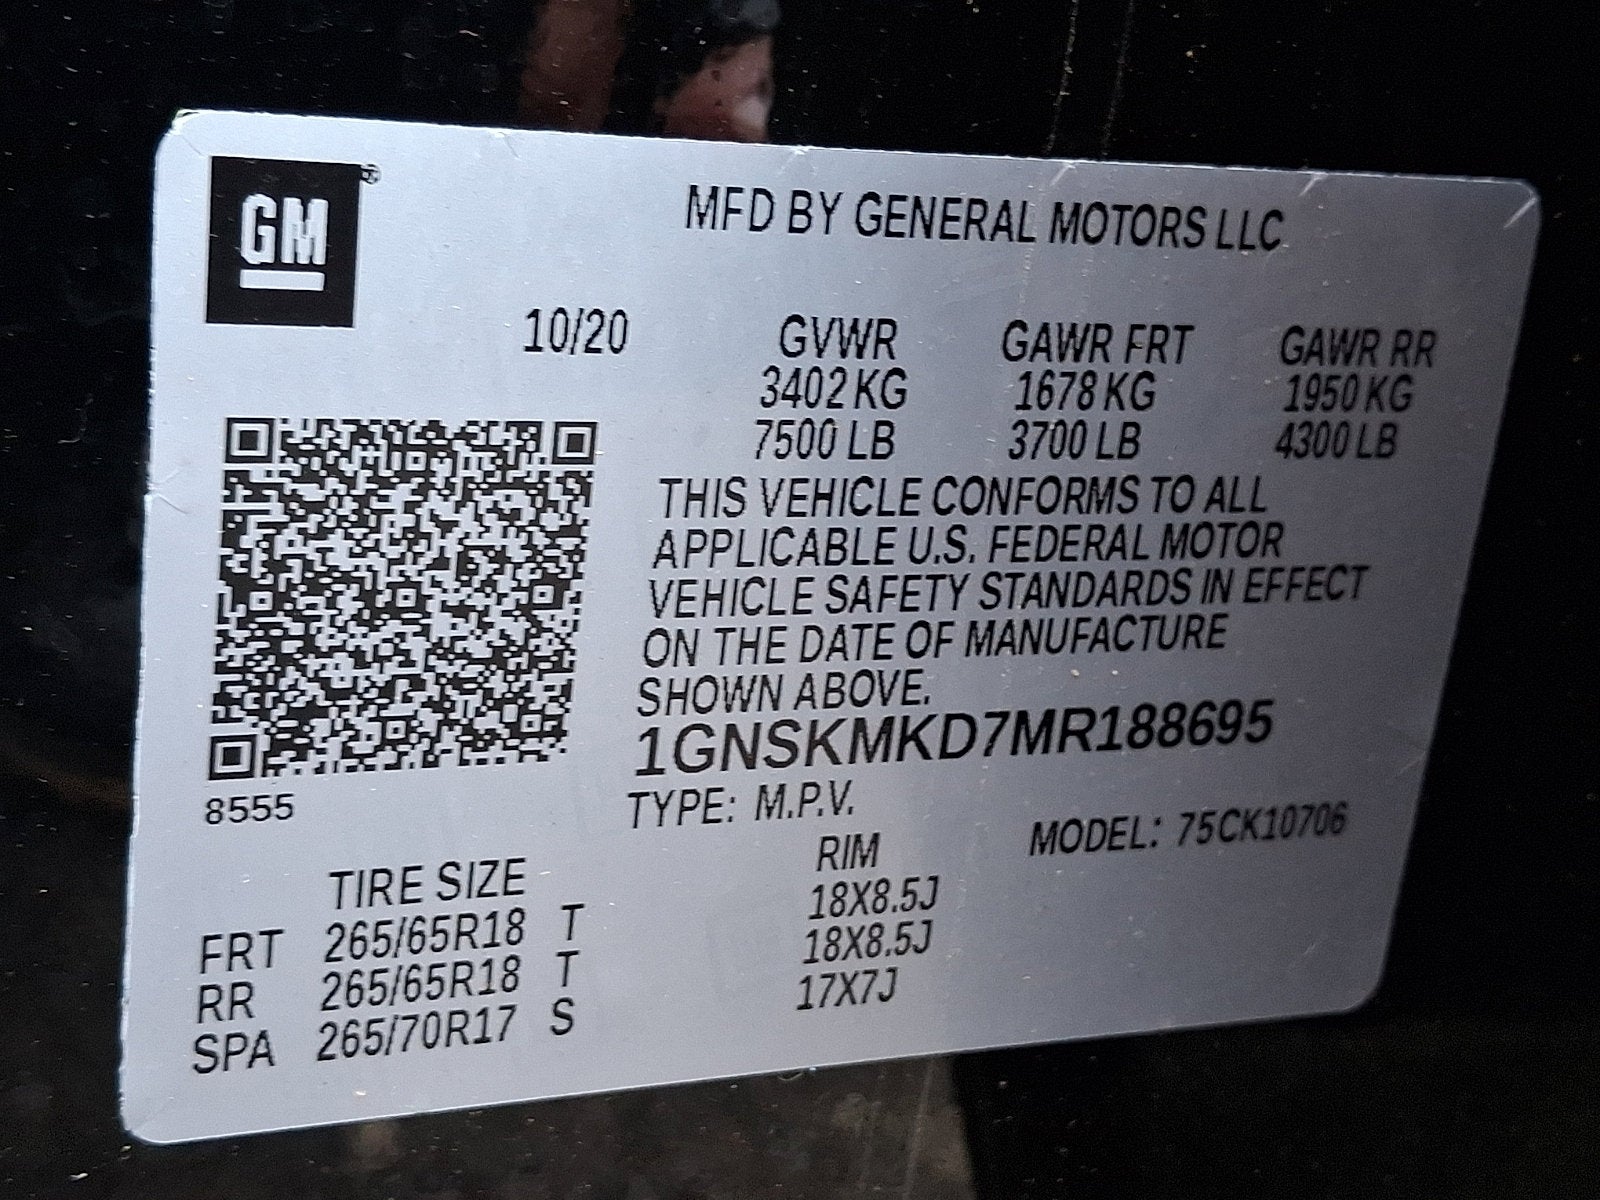 GM®
MFD BY GENERAL MOTORS LLC
10/20
GVWR GAWR FRT GAWR RR
3402 KG 1678 KG 1950 KG
7500 LB 3700 LB 4300 LB
THIS VEHICLE CONFORMS TO ALL
APPLICABLE U.S. FEDERAL MOTOR
VEHICLE SAFETY STANDARDS IN EFFECT
ON THE DATE OF MANUFACTURE
SHOWN ABOVE.
1GNSKMKD7MR188695
8555
TYPE: M.P.V. MODEL: 75CK10706
TIRE SIZE RIM
FRT 265/65R18 T 18X8.5J
RR 265/65R18 T 18X8.5J
SPA 265/70R17 S 17X7J